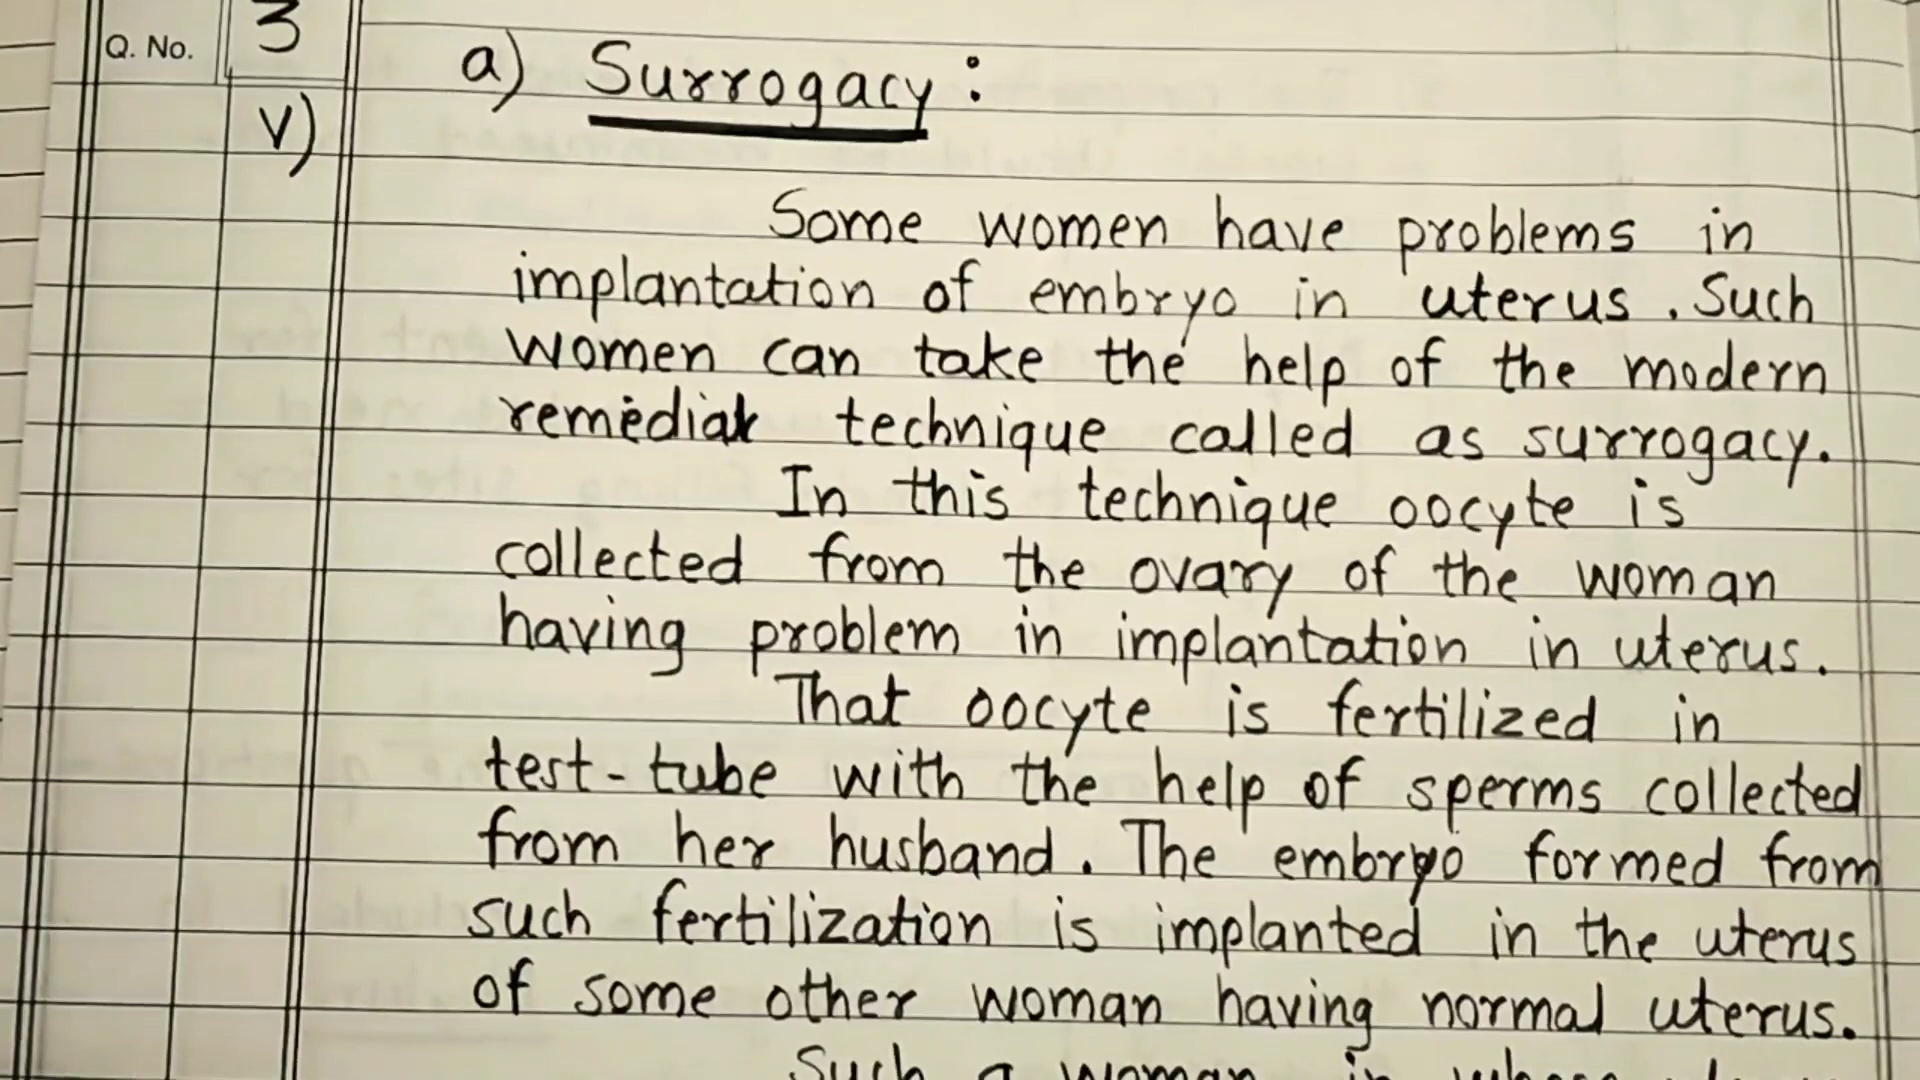 Q. No. 3
a) Surrogacy :
v)
Some women have problems in
implantation of embryo in uterus. Such
women can take the help of the modern
remedial technique called as surrogacy.
In this technique oocyte is
collected from the ovary of the woman
having problem in implantation in uterus.
That oocyte is fertilized in
test-tube with the help of sperms collected
from her husband. The embryo formed from
such fertilization is implanted in the uterus
of some other woman having normal uterus.
Such a woman in whose